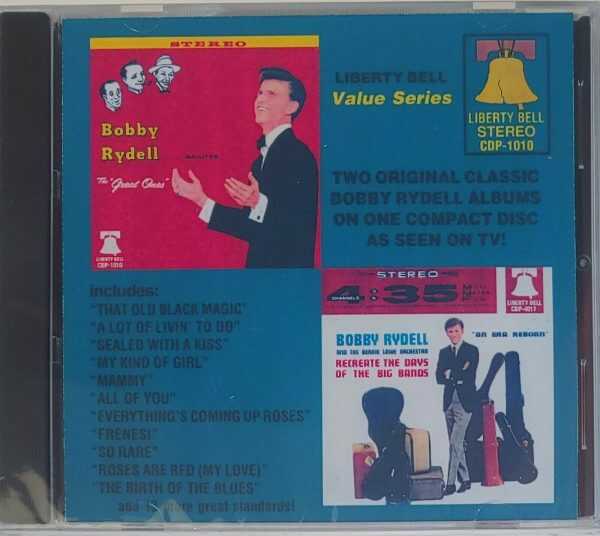 STEREO
Bobby
Rydell
SALUTES
The "Great Ones"
LIBERTY BELL
CDP-1010
LIBERTY BELL
Value Series
LIBERTY BELL
STEREO
CDP-1010
TWO ORIGINAL CLASSIC
BOBBY RYDELL ALBUMS
ON ONE COMPACT DISC
AS SEEN ON TV!
includes:
"THAT OLD BLACK MAGIC"
"A LOT OF LIVIN' TO DO"
"SEALED WITH A KISS"
"MY KIND OF GIRL"
"MAMMY"
"ALL OF YOU"
"EVERYTHING'S COMING UP ROSES"
"FRENESI"
"SO RARE"
"ROSES ARE RED (MY LOVE)"
"THE BIRTH OF THE BLUES"
and more great standards!
STEREO
4:35
CHANNELS
LIBERTY BELL
BOBBY RYDELL
"AN ERA REBORN"
AND THE BERNIE LOWE ORCHESTRA
RECREATE THE DAYS
OF THE BIG BANDS